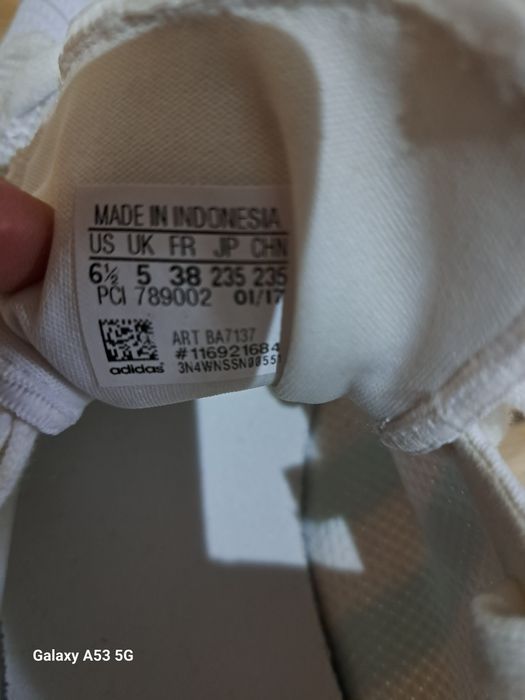 MADE IN INDONESIA
US UK FR JP CHN
6½ 5 38 235 235
PCI 789002 01/17
ART BA7137
#116921684
adidas
Galaxy A53 5G